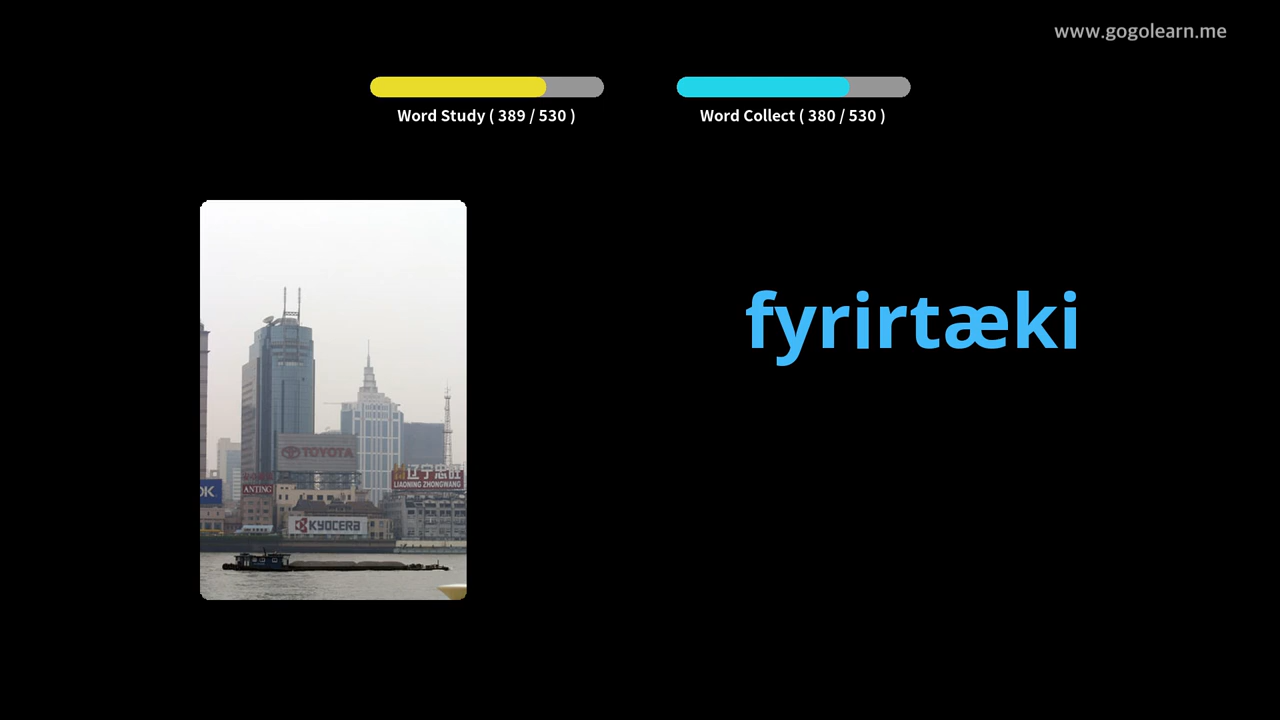 www.gogolearn.me
Word Study ( 389 / 530 )
Word Collect ( 380 / 530 )
fyrirtæki
TOYOTA
辽宁忠旺
LIAONING ZHONGWANG
OK
ANTING
KYOCERA